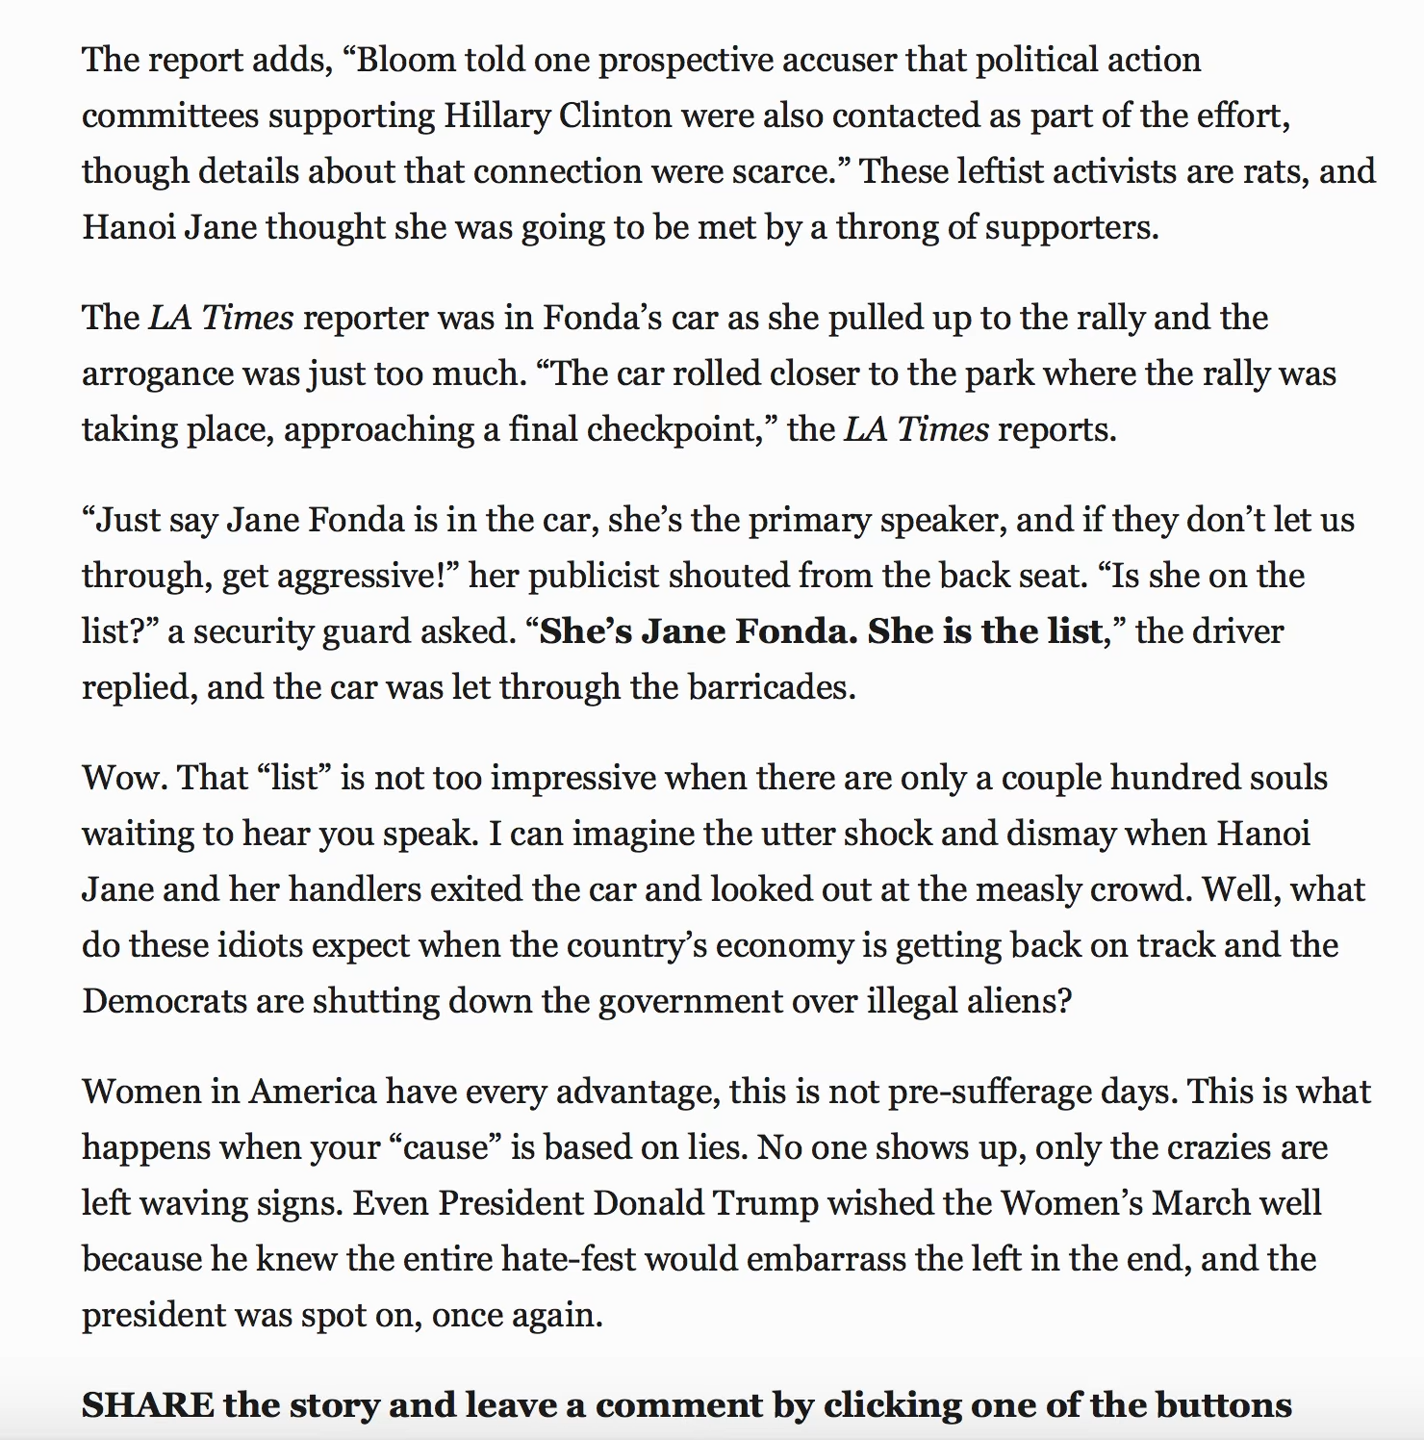 The report adds, “Bloom told one prospective accuser that political action
committees supporting Hillary Clinton were also contacted as part of the effort,
though details about that connection were scarce.” These leftist activists are rats, and
Hanoi Jane thought she was going to be met by a throng of supporters.
The LA Times reporter was in Fonda’s car as she pulled up to the rally and the
arrogance was just too much. “The car rolled closer to the park where the rally was
taking place, approaching a final checkpoint,” the LA Times reports.
“Just say Jane Fonda is in the car, she’s the primary speaker, and if they don’t let us
through, get aggressive!” her publicist shouted from the back seat. “Is she on the
list?” a security guard asked. “She’s Jane Fonda. She is the list,” the driver
replied, and the car was let through the barricades.
Wow. That “list” is not too impressive when there are only a couple hundred souls
waiting to hear you speak. I can imagine the utter shock and dismay when Hanoi
Jane and her handlers exited the car and looked out at the measly crowd. Well, what
do these idiots expect when the country’s economy is getting back on track and the
Democrats are shutting down the government over illegal aliens?
Women in America have every advantage, this is not pre-sufferage days. This is what
happens when your “cause” is based on lies. No one shows up, only the crazies are
left waving signs. Even President Donald Trump wished the Women’s March well
because he knew the entire hate-fest would embarrass the left in the end, and the
president was spot on, once again.
SHARE the story and leave a comment by clicking one of the buttons